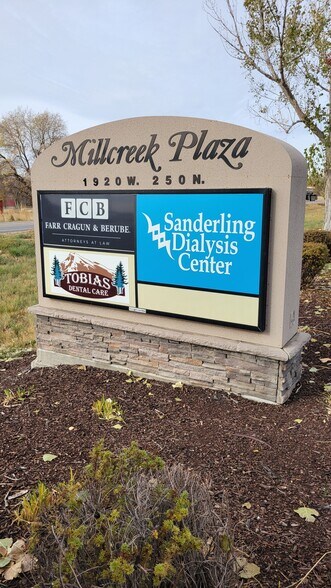 Millcreek Plaza
1920 W. 250 N.
FCB
FARR CRAGUN & BERUBE
ATTORNEYS AT LAW
TOBIAS
DENTAL CARE
Sanderling
Dialysis
Center